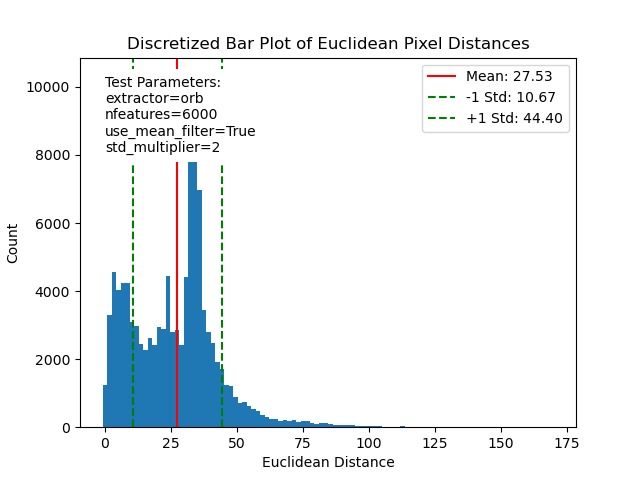 Discretized Bar Plot of Euclidean Pixel Distances
Test Parameters:
extractor=orb
nfeatures=6000
use_mean_filter=True
std_multiplier=2
Mean: 27.53
-1 Std: 10.67
+1 Std: 44.40
Count
10000
8000
6000
4000
2000
0
0 25 50 75 100 125 150 175
Euclidean Distance